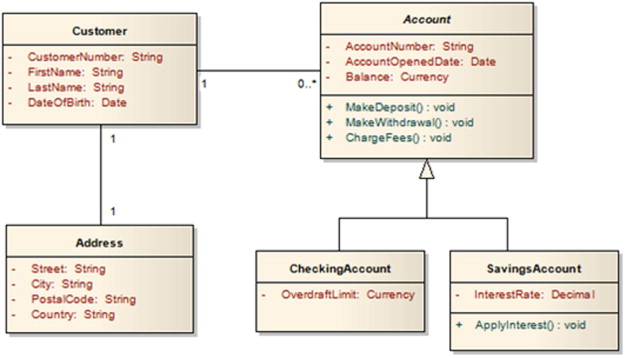 Customer
- CustomerNumber: String
- FirstName: String
- LastName: String
- DateOfBirth: Date
1
0..*
Account
- AccountNumber: String
- AccountOpenedDate: Date
- Balance: Currency
+ MakeDeposit() : void
+ MakeWithdrawal() : void
+ ChargeFees() : void
1
1
Address
- Street: String
- City: String
- PostalCode: String
- Country: String
CheckingAccount
- OverdraftLimit: Currency
SavingsAccount
- InterestRate: Decimal
+ ApplyInterest() : void